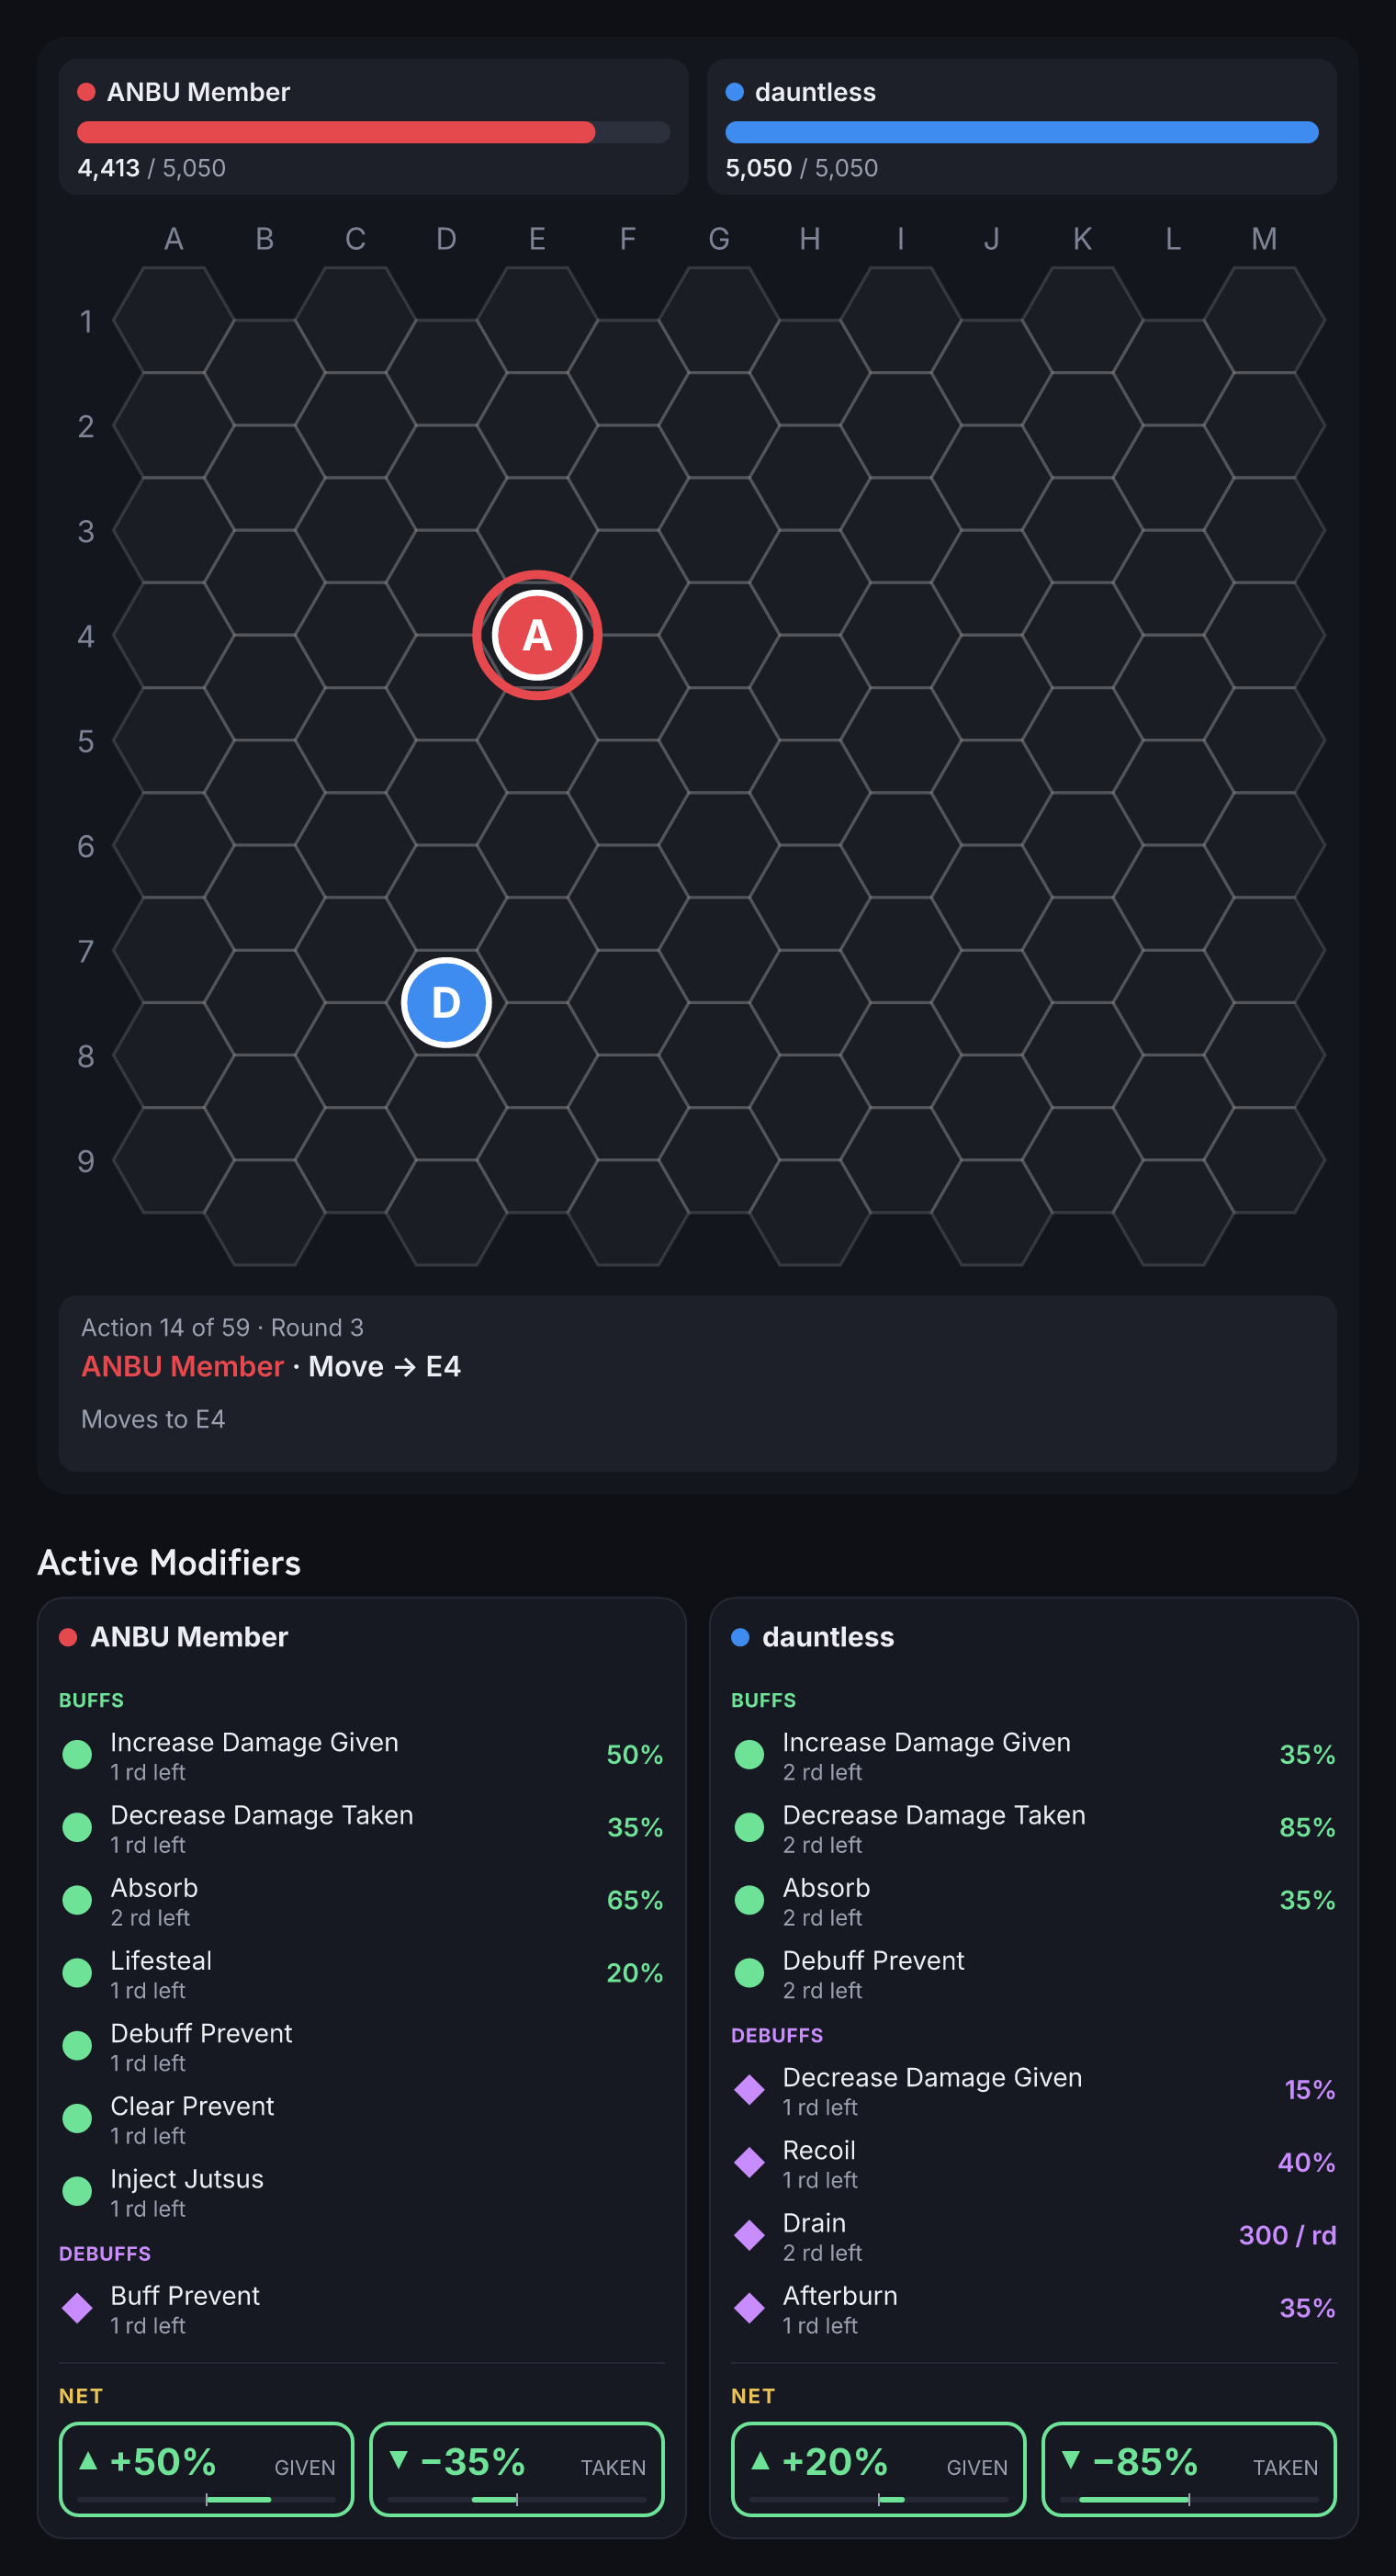 ANBU Member
4,413 / 5,050
dauntless
5,050 / 5,050
A B C D E F G H I J K L M
1
2
3
4
A
5
6
7
D
8
9
Action 14 of 59 · Round 3
ANBU Member · Move → E4
Moves to E4
Active Modifiers
ANBU Member
BUFFS
Increase Damage Given 50%
1 rd left
Decrease Damage Taken 35%
1 rd left
Absorb 65%
2 rd left
Lifesteal 20%
1 rd left
Debuff Prevent
1 rd left
Clear Prevent
1 rd left
Inject Jutsus
1 rd left
DEBUFFS
Buff Prevent
1 rd left
NET
▲ +50% GIVEN
▼ −35% TAKEN
dauntless
BUFFS
Increase Damage Given 35%
2 rd left
Decrease Damage Taken 85%
2 rd left
Absorb 35%
2 rd left
Debuff Prevent
2 rd left
DEBUFFS
Decrease Damage Given 15%
1 rd left
Recoil 40%
1 rd left
Drain 300 / rd
2 rd left
Afterburn 35%
1 rd left
NET
▲ +20% GIVEN
▼ −85% TAKEN